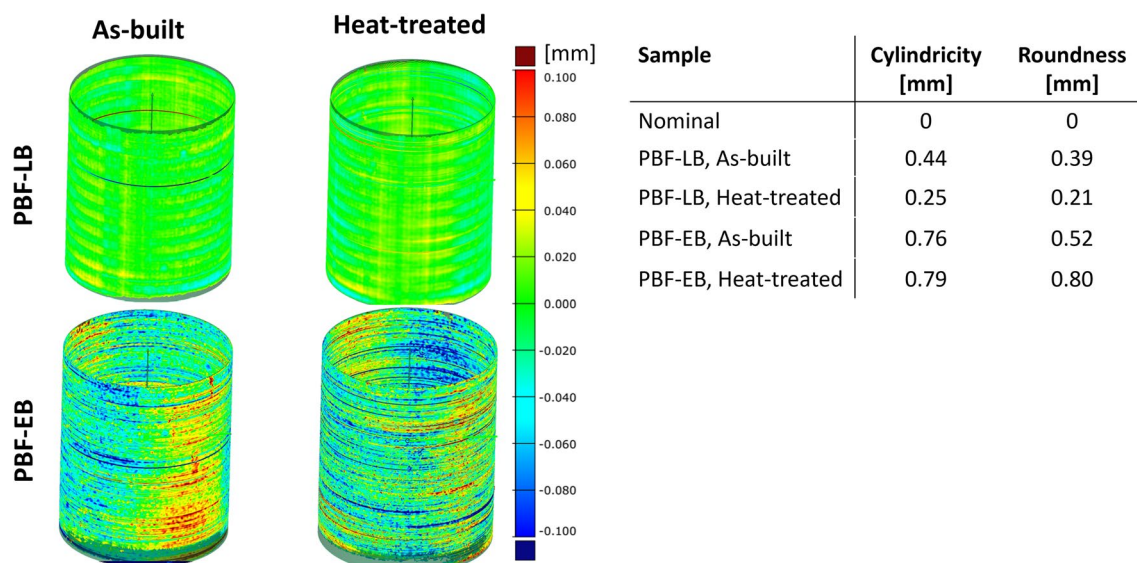 As-built
Heat-treated
PBF-LB
PBF-EB
[mm]
0.100
0.080
0.060
0.040
0.020
0.000
-0.020
-0.040
-0.060
-0.080
-0.100
Sample Cylindricity [mm] Roundness [mm]
Nominal 0 0
PBF-LB, As-built 0.44 0.39
PBF-LB, Heat-treated 0.25 0.21
PBF-EB, As-built 0.76 0.52
PBF-EB, Heat-treated 0.79 0.80